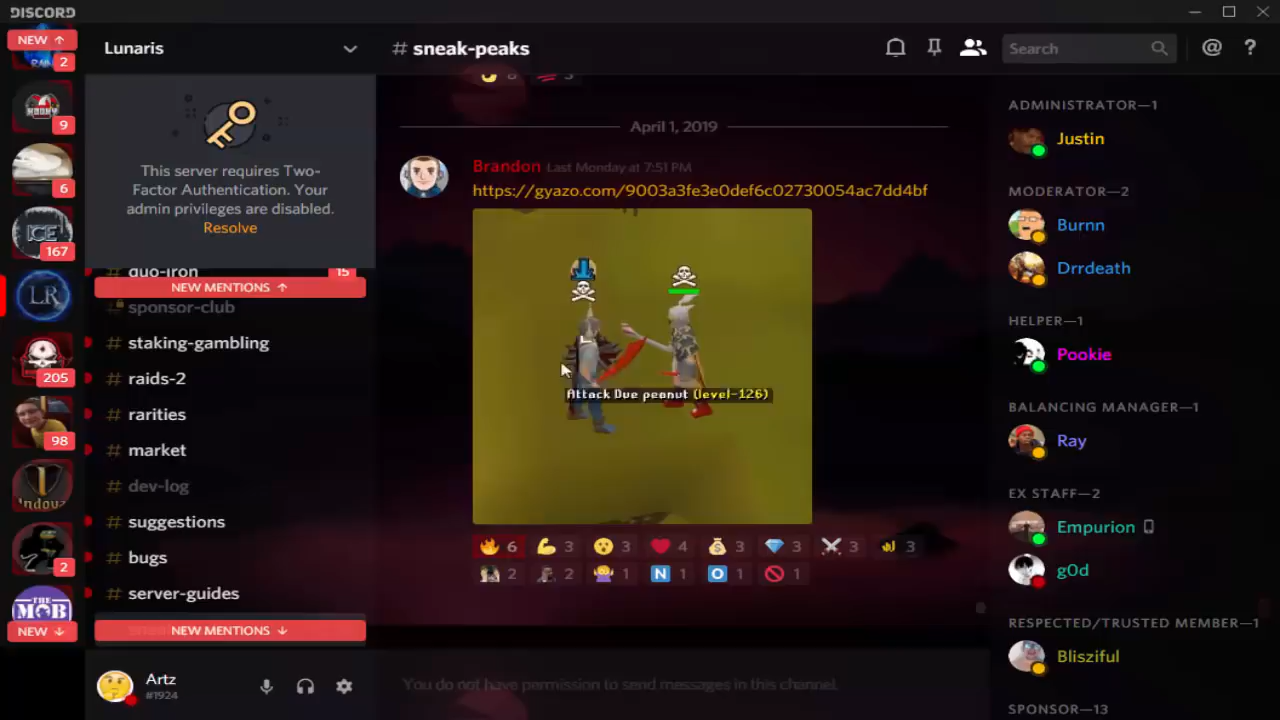 DISCORD
NEW ↑
2
9
6
ICE
167
LR
205
98
2
THE
MOB
NEW ↓
Lunaris
This server requires Two-
Factor Authentication. Your
admin privileges are disabled.
Resolve
duo-iron
15
NEW MENTIONS ↑
sponsor-club
# staking-gambling
# raids-2
# rarities
# market
# dev-log
# suggestions
# bugs
# server-guides
NEW MENTIONS ↓
Artz
#1924
# sneak-peaks
Search
@ ?
April 1, 2019
Brandon Last Monday at 7:51 PM
https://gyazo.com/9003a3fe3e0def6c02730054ac7dd4bf
Attack Due peanut (level-126)
6 3 3 4 3 3 3 3
2 2 1 N 1 O 1 1
You do not have permission to send messages in this channel.
ADMINISTRATOR—1
Justin
MODERATOR—2
Burnn
Drrdeath
HELPER—1
Pookie
BALANCING MANAGER—1
Ray
EX STAFF—2
Empurion
g0d
RESPECTED/TRUSTED MEMBER—1
Blisziful
SPONSOR—13